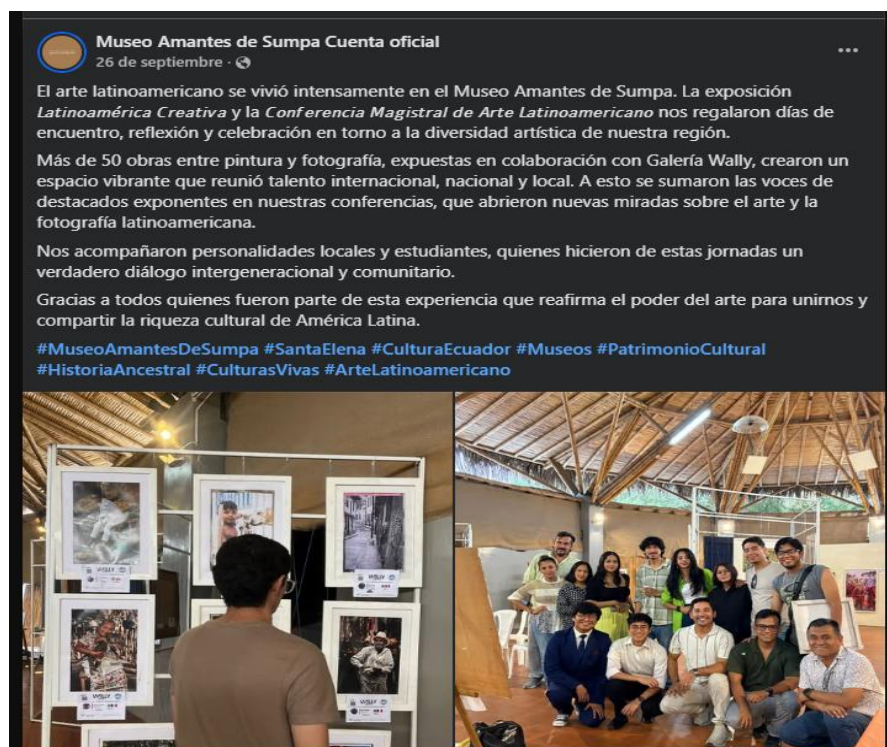 Museo Amantes de Sumpa Cuenta oficial
26 de septiembre ·
El arte latinoamericano se vivió intensamente en el Museo Amantes de Sumpa. La exposición
Latinoamérica Creativa y la Conferencia Magistral de Arte Latinoamericano nos regalaron días de
encuentro, reflexión y celebración en torno a la diversidad artística de nuestra región.
Más de 50 obras entre pintura y fotografía, expuestas en colaboración con Galería Wally, crearon un
espacio vibrante que reunió talento internacional, nacional y local. A esto se sumaron las voces de
destacados exponentes en nuestras conferencias, que abrieron nuevas miradas sobre el arte y la
fotografía latinoamericana.
Nos acompañaron personalidades locales y estudiantes, quienes hicieron de estas jornadas un
verdadero diálogo intergeneracional y comunitario.
Gracias a todos quienes fueron parte de esta experiencia que reafirma el poder del arte para unirnos y
compartir la riqueza cultural de América Latina.
#MuseoAmantesDeSumpa #SantaElena #CulturaEcuador #Museos #PatrimonioCultural
#HistoriaAncestral #CulturasVivas #ArteLatinoamericano
WALLY
WALLY
WALLY
WALLY